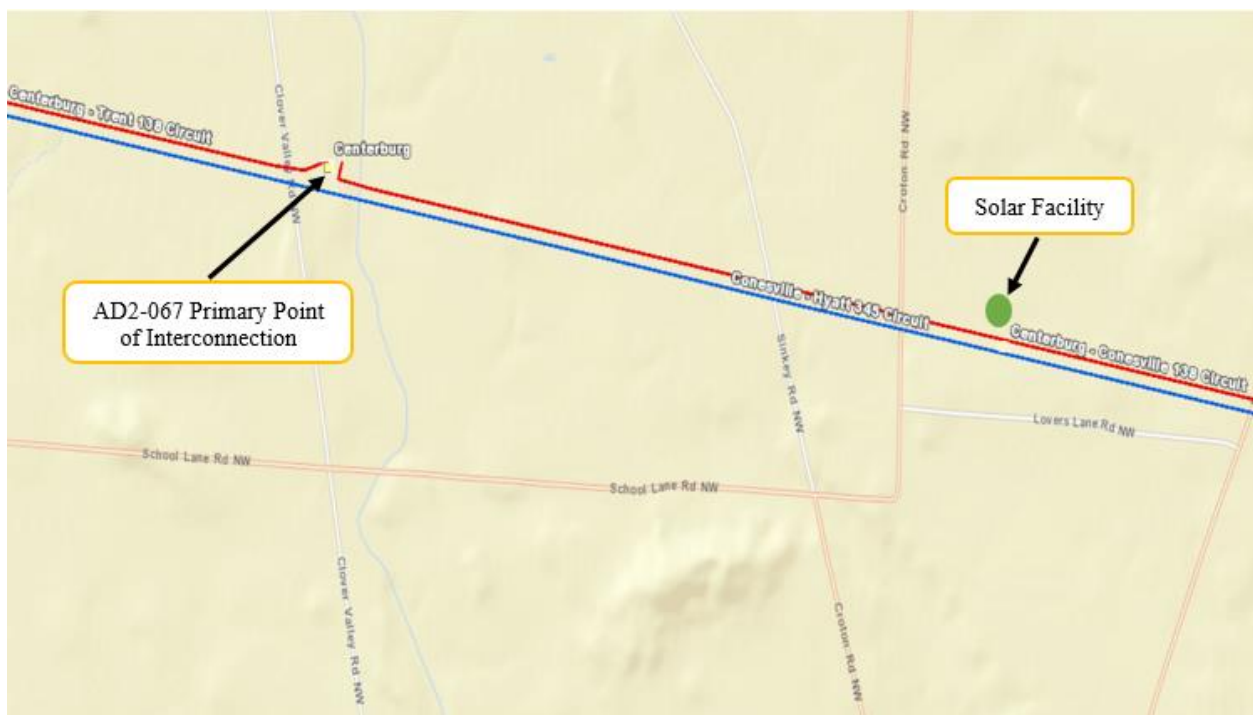 Centerburg - Trent 138 Circuit
Clover Valley Rd NW
Centerburg
Croton Rd NW
Solar Facility
AD2-067 Primary Point
of Interconnection
Conesville - Hyatt 345 Circuit
Centerburg - Conesville 138 Circuit
Sinkey Rd NW
Lovers Lane Rd NW
School Lane Rd NW
School Lane Rd NW
Clover Valley Rd NW
Croton Rd NW